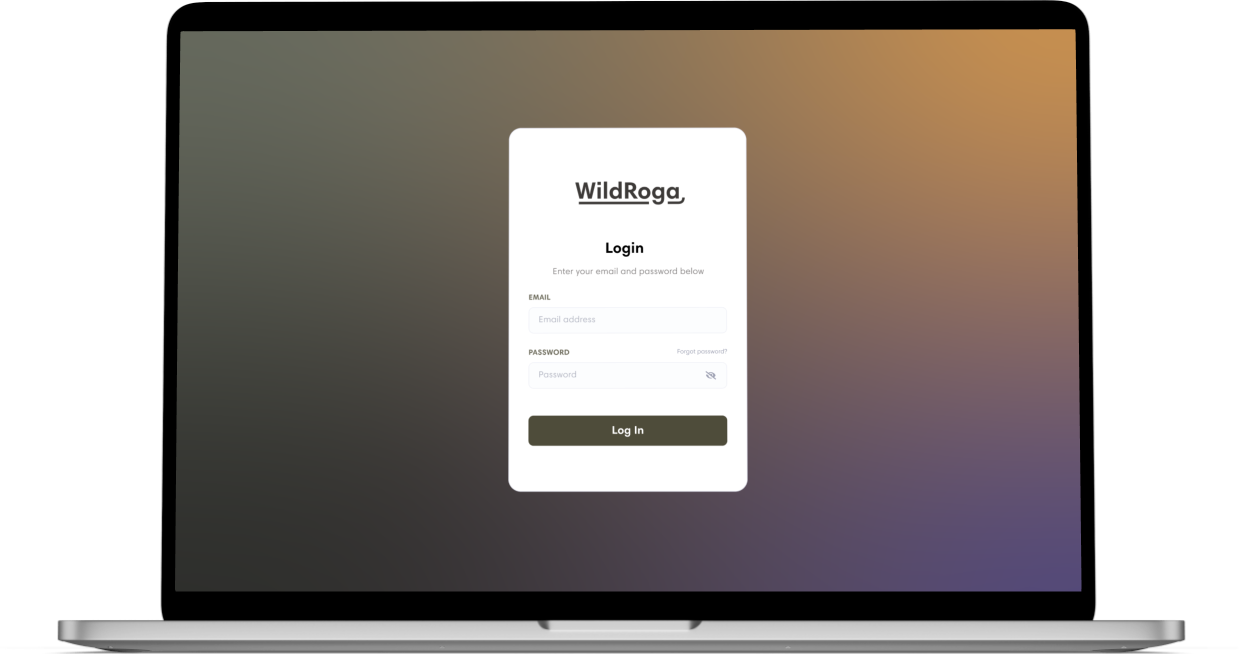 WildRoga
Login
Enter your email and password below
EMAIL
Email address
PASSWORD Forgot password?
Password
Log In